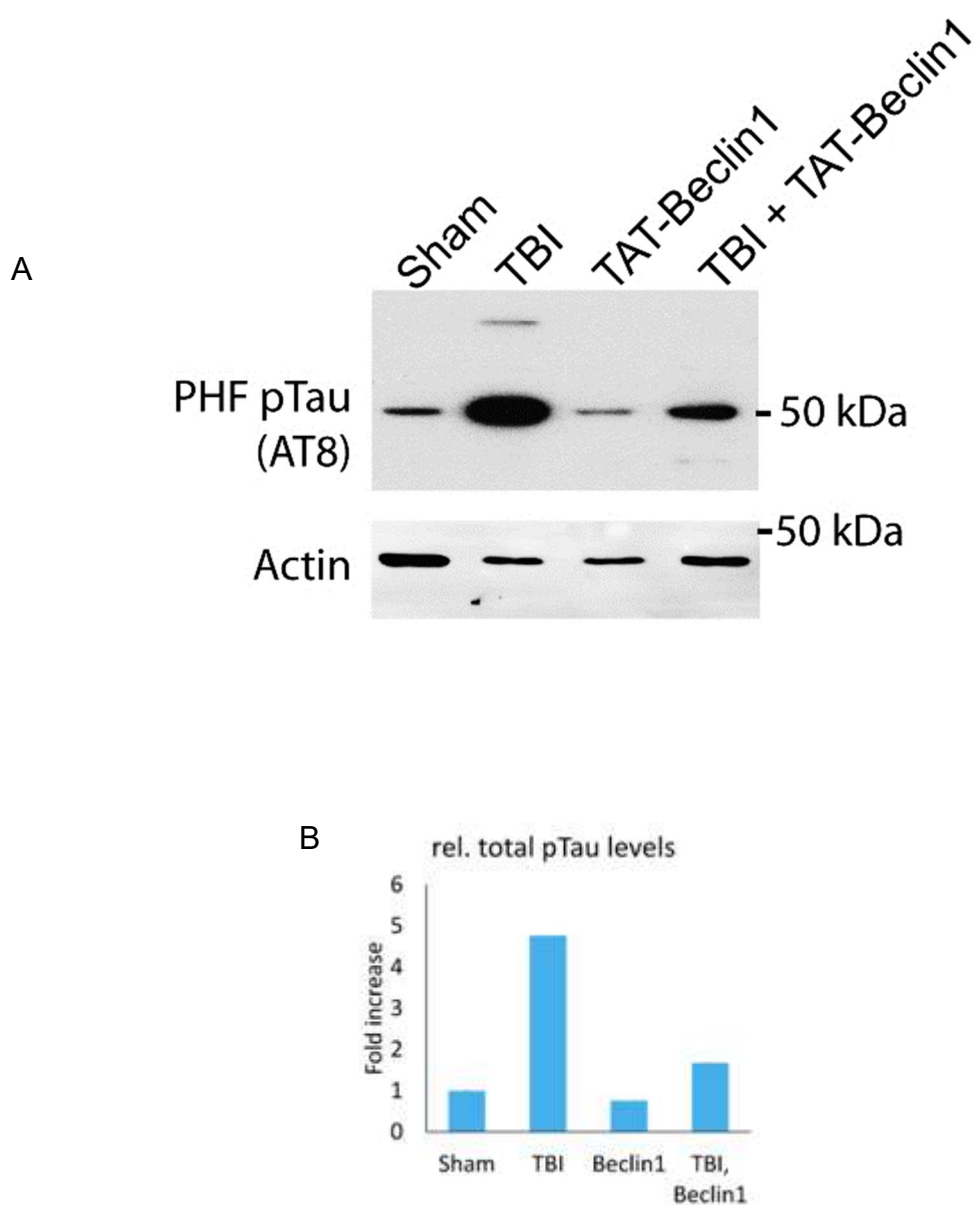 A
Sham
TBI
TAT-Beclin1
TBI + TAT-Beclin1
PHF pTau
(AT8)
50 kDa
Actin
50 kDa
B
rel. total pTau levels
Fold increase
6
5
4
3
2
1
0
Sham
TBI
Beclin1
TBI,
Beclin1